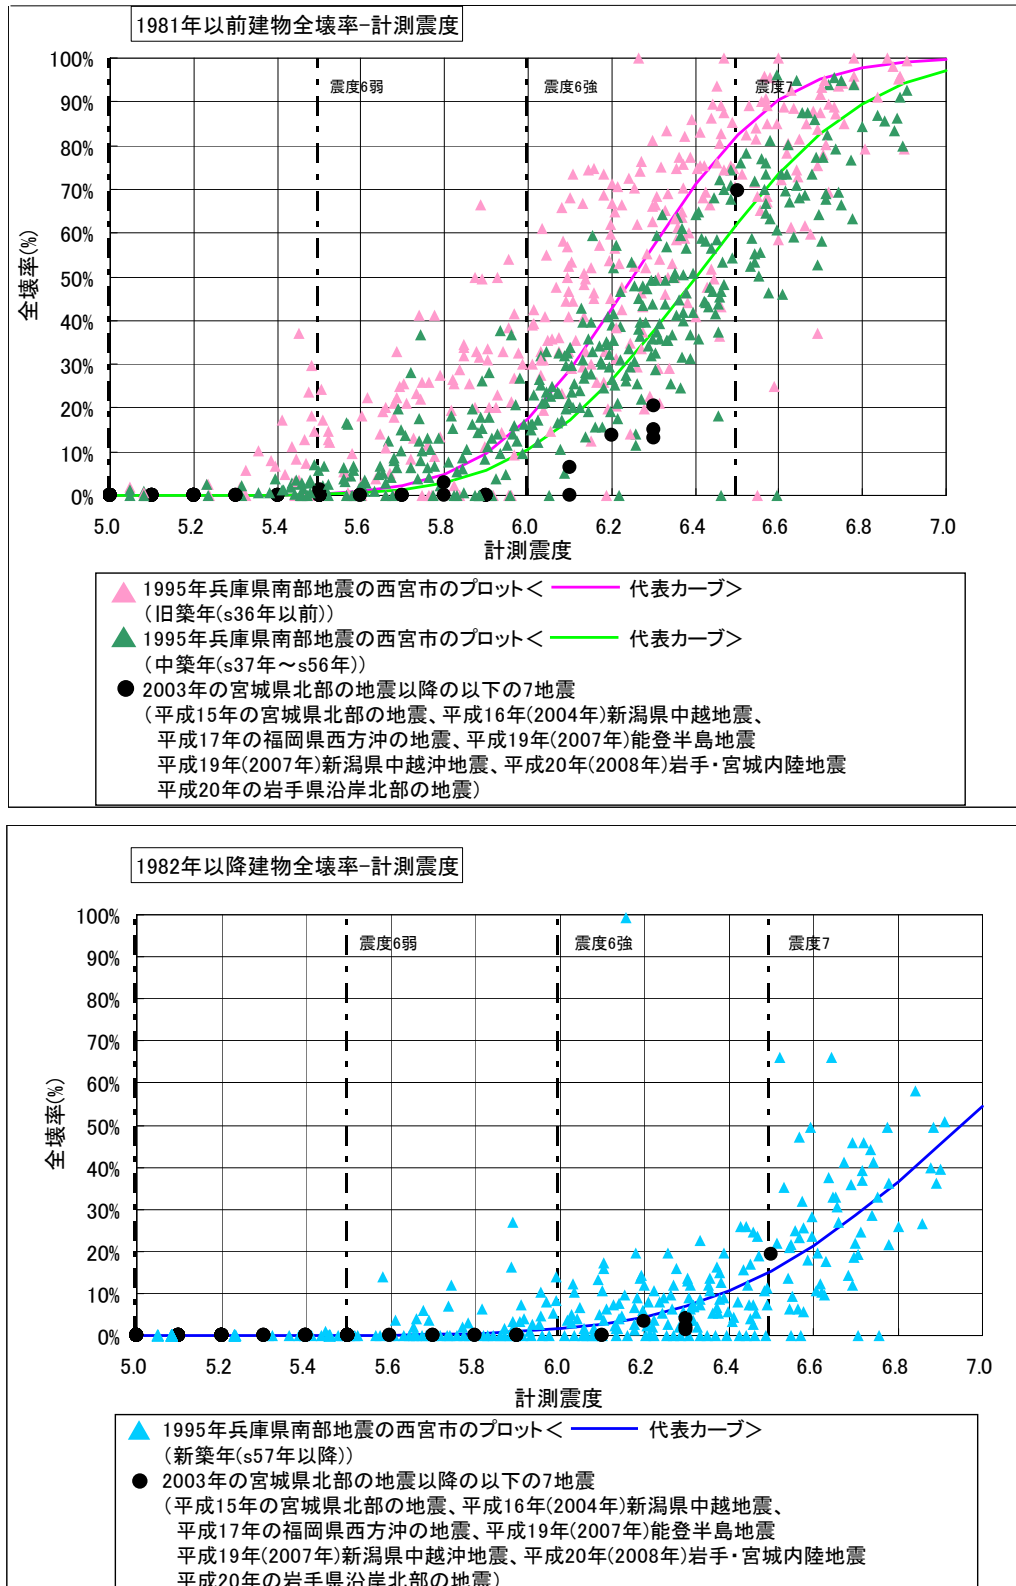 1981年以前建物全壊率-計測震度
100%
震度6弱
震度6強
震度7
90%
80%
70%
60%
50%
40%
30%
20%
10%
0%
全壊率(%)
5.0 5.2 5.4 5.6 5.8 6.0 6.2 6.4 6.6 6.8 7.0
計測震度
1995年兵庫県南部地震の西宮市のプロット< 代表カーブ>
(旧築年(s36年以前))
1995年兵庫県南部地震の西宮市のプロット< 代表カーブ>
(中築年(s37年～s56年))
2003年の宮城県北部の地震以降の以下の7地震
(平成15年の宮城県北部の地震、平成16年(2004年)新潟県中越地震、
平成17年の福岡県西方沖の地震、平成19年(2007年)能登半島地震
平成19年(2007年)新潟県中越沖地震、平成20年(2008年)岩手・宮城内陸地震
平成20年の岩手県沿岸北部の地震)
1982年以降建物全壊率-計測震度
100%
震度6弱
震度6強
震度7
90%
80%
70%
60%
50%
40%
30%
20%
10%
0%
全壊率(%)
5.0 5.2 5.4 5.6 5.8 6.0 6.2 6.4 6.6 6.8 7.0
計測震度
1995年兵庫県南部地震の西宮市のプロット< 代表カーブ>
(新築年(s57年以降))
2003年の宮城県北部の地震以降の以下の7地震
(平成15年の宮城県北部の地震、平成16年(2004年)新潟県中越地震、
平成17年の福岡県西方沖の地震、平成19年(2007年)能登半島地震
平成19年(2007年)新潟県中越沖地震、平成20年(2008年)岩手・宮城内陸地震
平成20年の岩手県沿岸北部の地震)